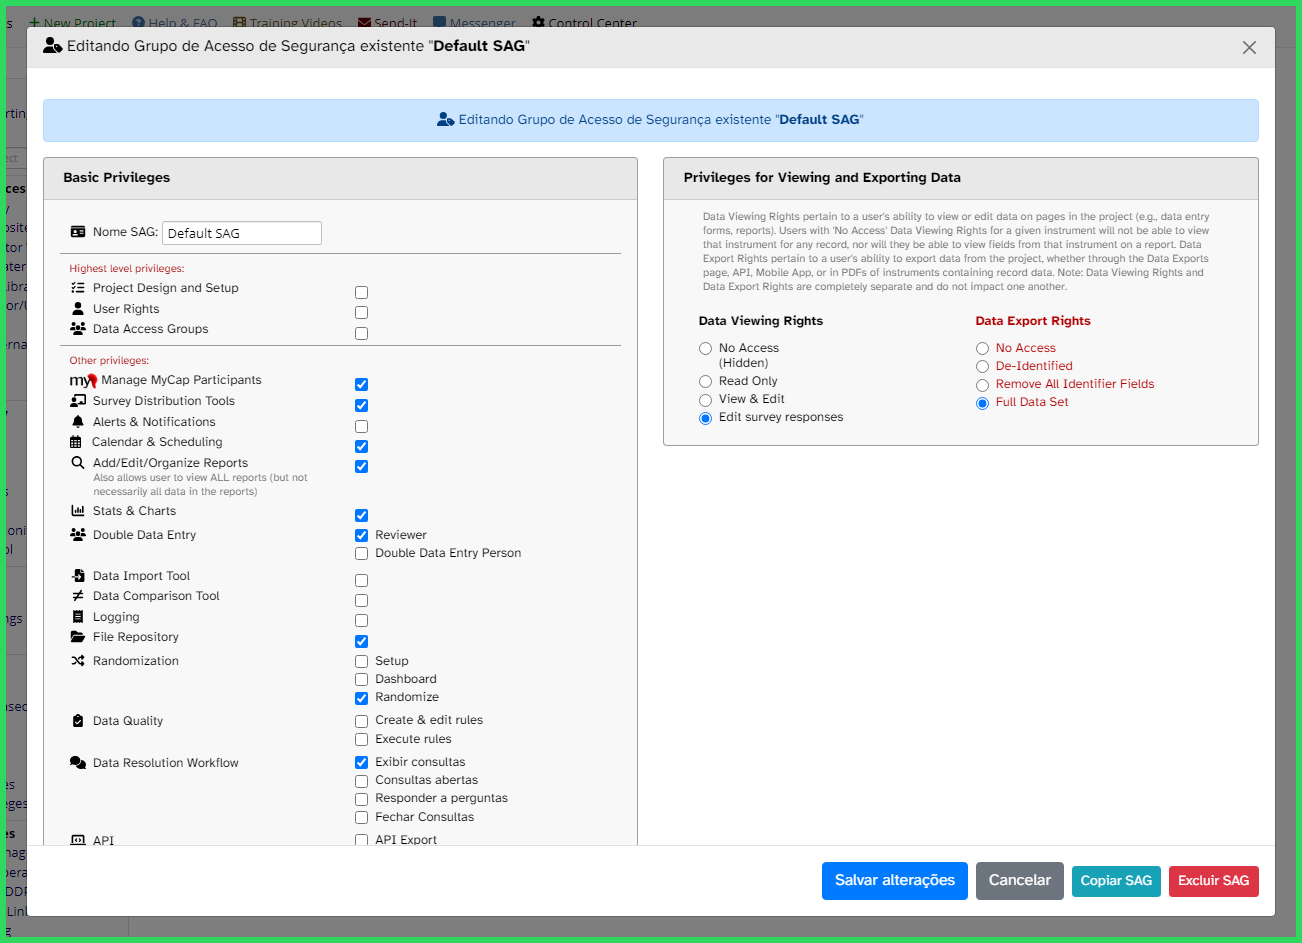 New Project Help & FAQ Training Videos Send-It Messenger Control Center
Editando Grupo de Acesso de Segurança existente "Default SAG"
Editando Grupo de Acesso de Segurança existente "Default SAG"
Basic Privileges
Nome SAG: Default SAG
Highest level privileges:
Project Design and Setup
User Rights
Data Access Groups
Other privileges:
my Manage MyCap Participants
Survey Distribution Tools
Alerts & Notifications
Calendar & Scheduling
Add/Edit/Organize Reports
Also allows user to view ALL reports (but not
necessarily all data in the reports)
Stats & Charts
Double Data Entry
Reviewer
Double Data Entry Person
Data Import Tool
Data Comparison Tool
Logging
File Repository
Randomization
Setup
Dashboard
Randomize
Data Quality
Create & edit rules
Execute rules
Data Resolution Workflow
Exibir consultas
Consultas abertas
Responder a perguntas
Fechar Consultas
API
API Export
Privileges for Viewing and Exporting Data
Data Viewing Rights pertain to a user's ability to view or edit data on pages in the project (e.g., data entry
forms, reports). Users with 'No Access' Data Viewing Rights for a given instrument will not be able to view
that instrument for any record, nor will they be able to view fields from that instrument on a report. Data
Export Rights pertain to a user's ability to export data from the project, whether through the Data Exports
page, API, Mobile App, or in PDFs of instruments containing record data. Note: Data Viewing Rights and
Data Export Rights are completely separate and do not impact one another.
Data Viewing Rights
No Access
(Hidden)
Read Only
View & Edit
Edit survey responses
Data Export Rights
No Access
De-Identified
Remove All Identifier Fields
Full Data Set
Salvar alterações
Cancelar
Copiar SAG
Excluir SAG